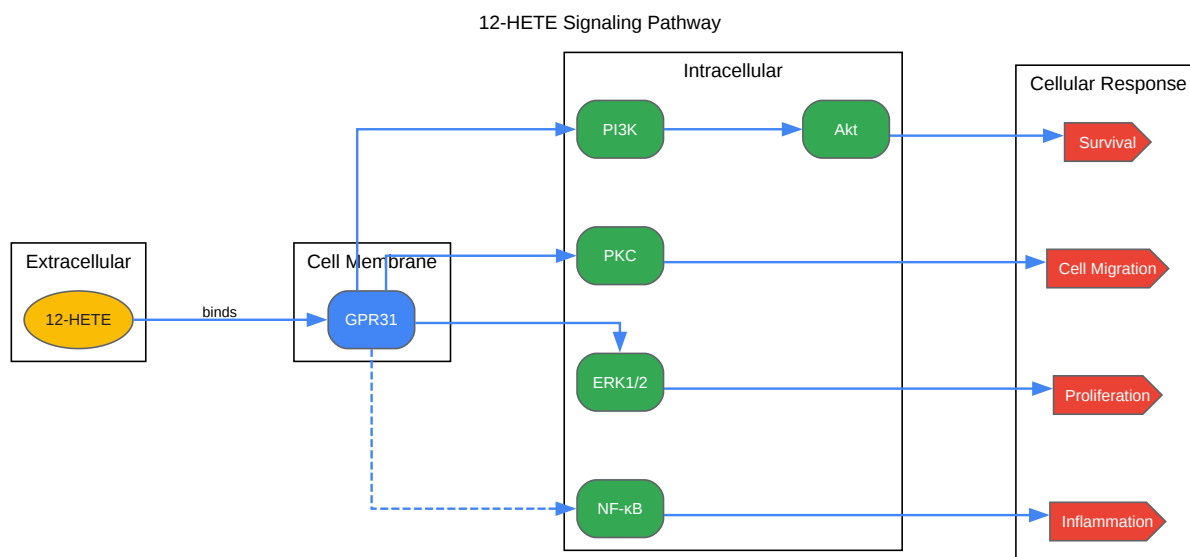 12-HETE Signaling Pathway
Extracellular
12-HETE
binds
Cell Membrane
GPR31
Intracellular
PI3K
Akt
PKC
ERK1/2
NF-κB
Cellular Response
Survival
Cell Migration
Proliferation
Inflammation